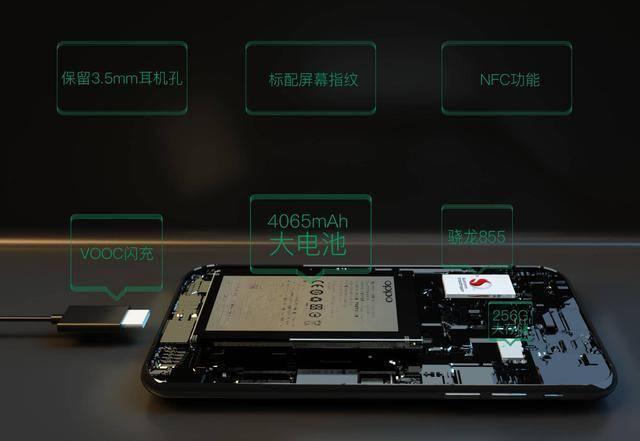 保留3.5mm耳机孔
标配屏幕指纹
NFC功能
VOOC闪充
4065mAh
大电池
骁龙855
256G
oppo